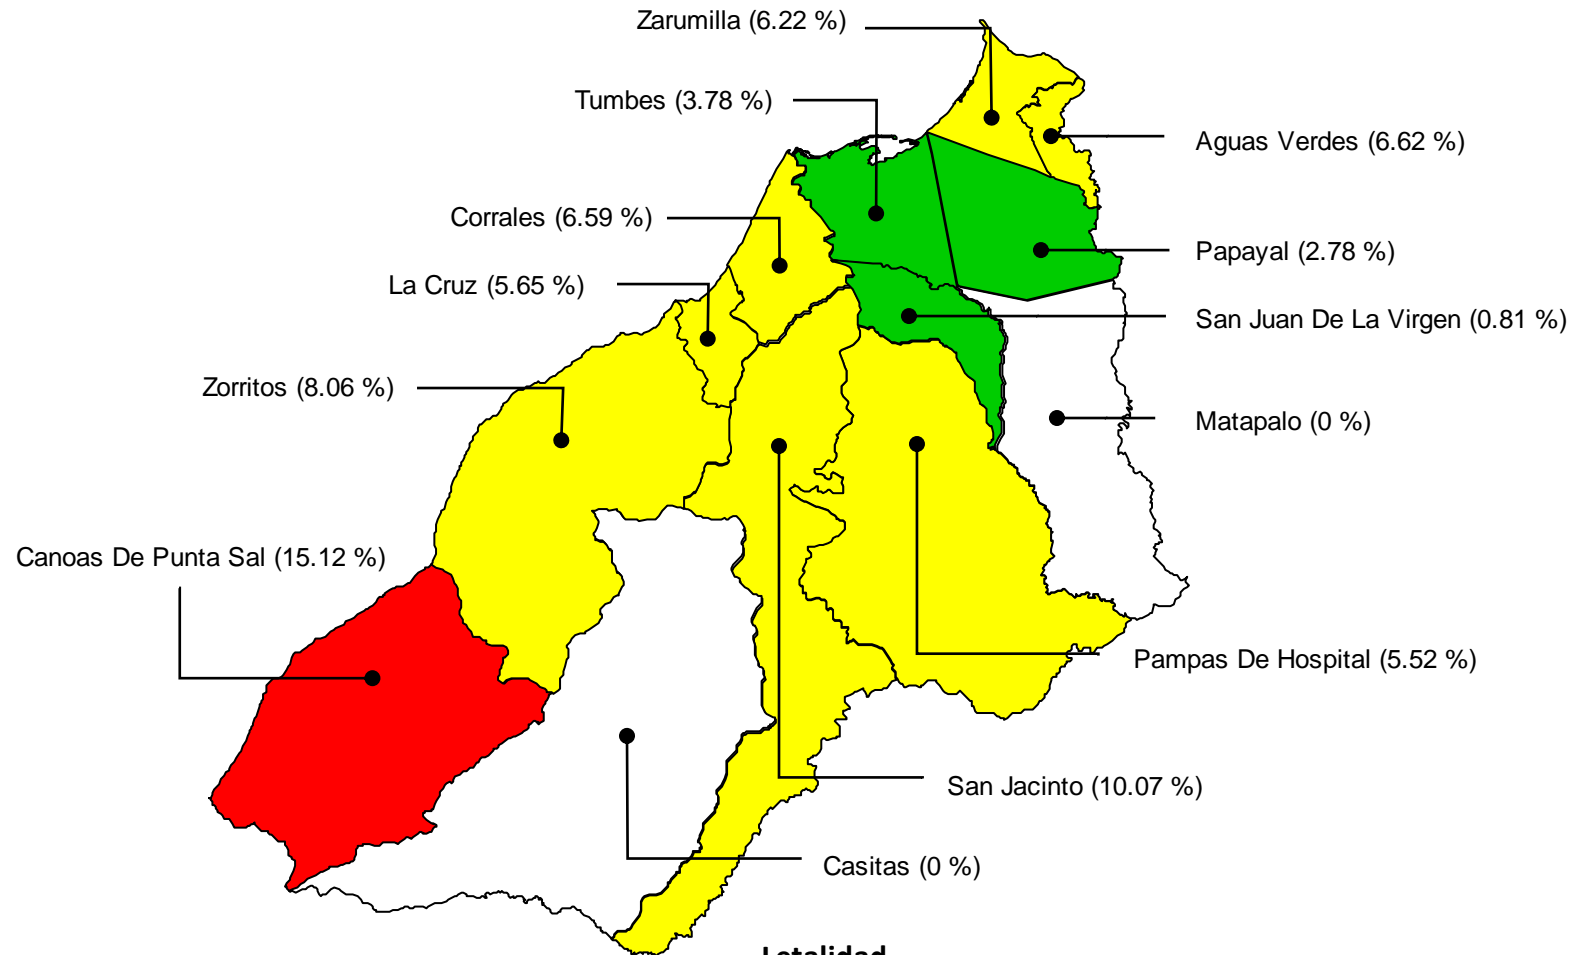 Zarumilla (6.22 %)
Tumbes (3.78 %)
Aguas Verdes (6.62 %)
Corrales (6.59 %)
Papayal (2.78 %)
La Cruz (5.65 %)
San Juan De La Virgen (0.81 %)
Zorritos (8.06 %)
Matapalo (0 %)
Canoas De Punta Sal (15.12 %)
Pampas De Hospital (5.52 %)
San Jacinto (10.07 %)
Casitas (0 %)
Letalidad